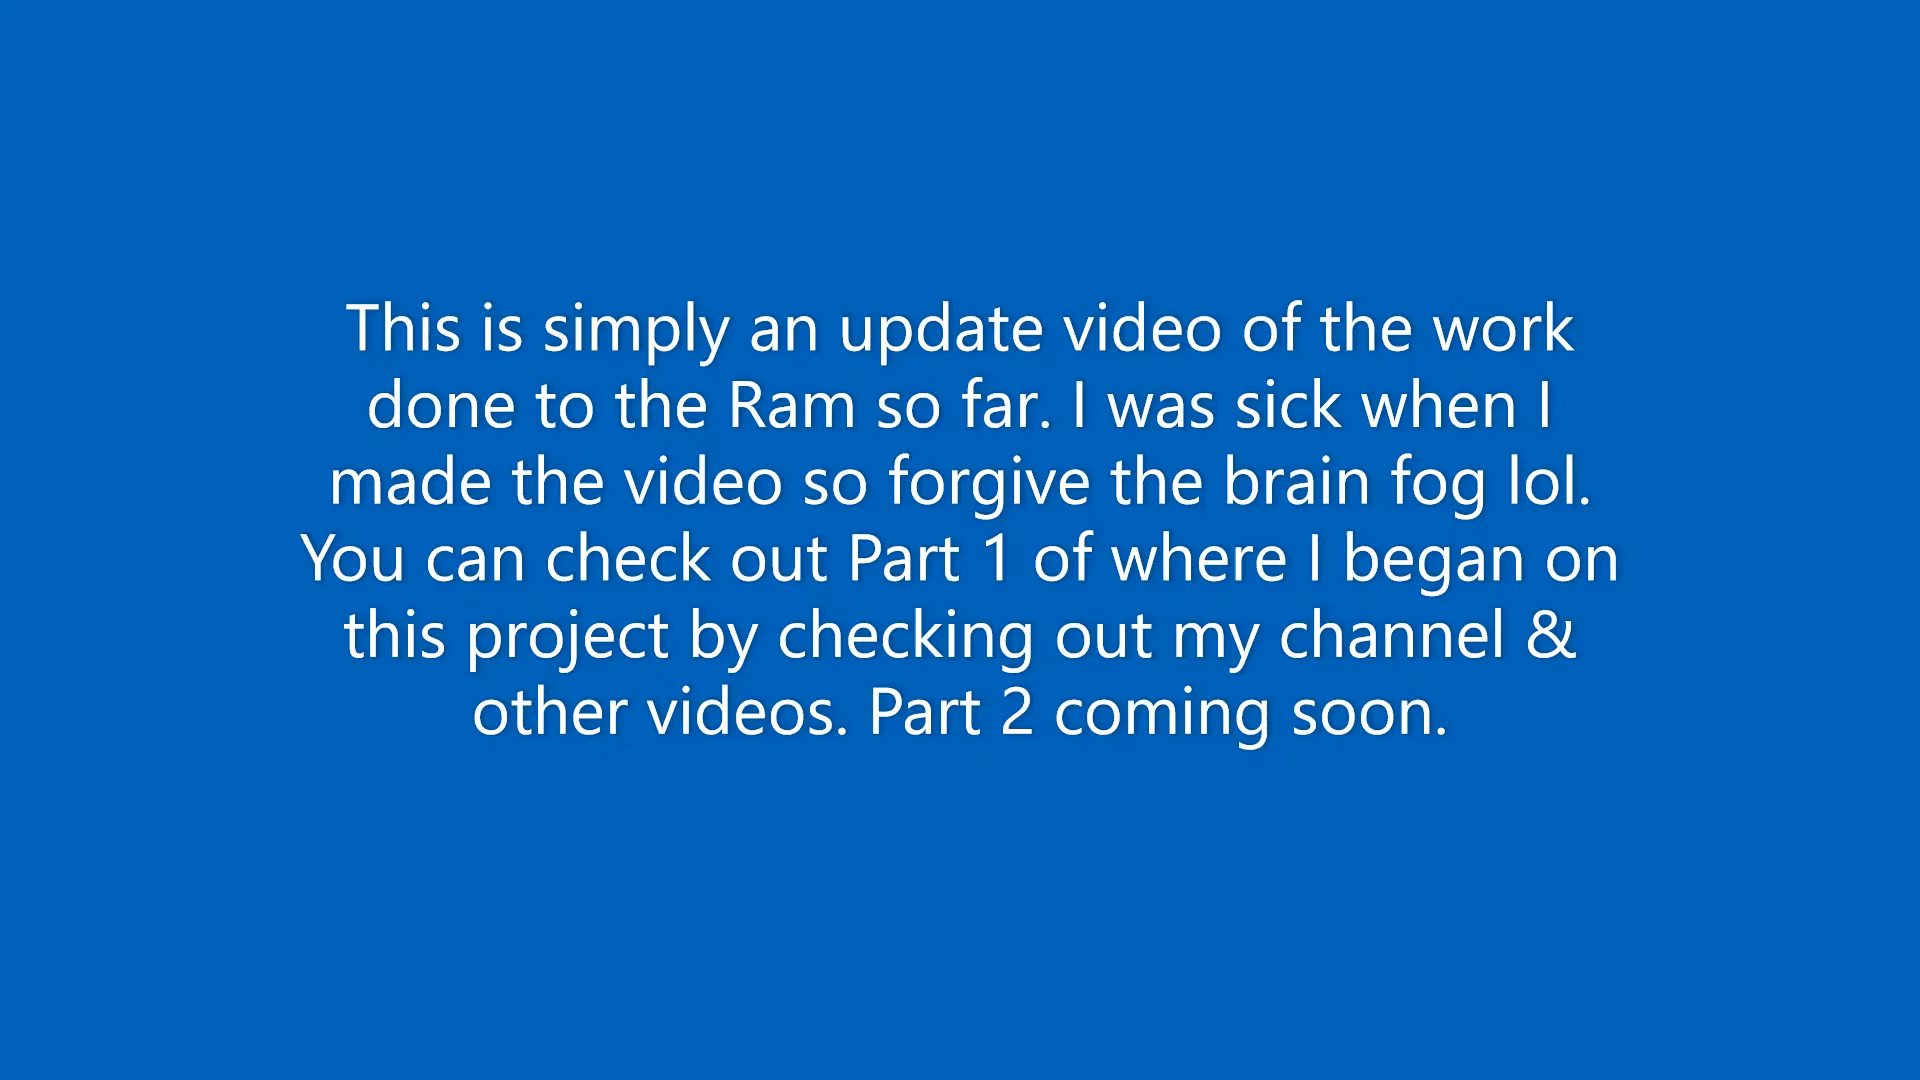 This is simply an update video of the work
done to the Ram so far. I was sick when I
made the video so forgive the brain fog lol.
You can check out Part 1 of where I began on
this project by checking out my channel &
other videos. Part 2 coming soon.